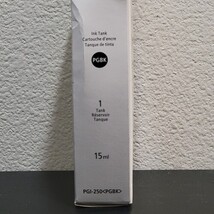 Ink Tank
Cartouche d'encre
Tanque de tinta
PGBK
1
Tank
Réservoir
Tanque
15ml
PGI-250<PGBK>